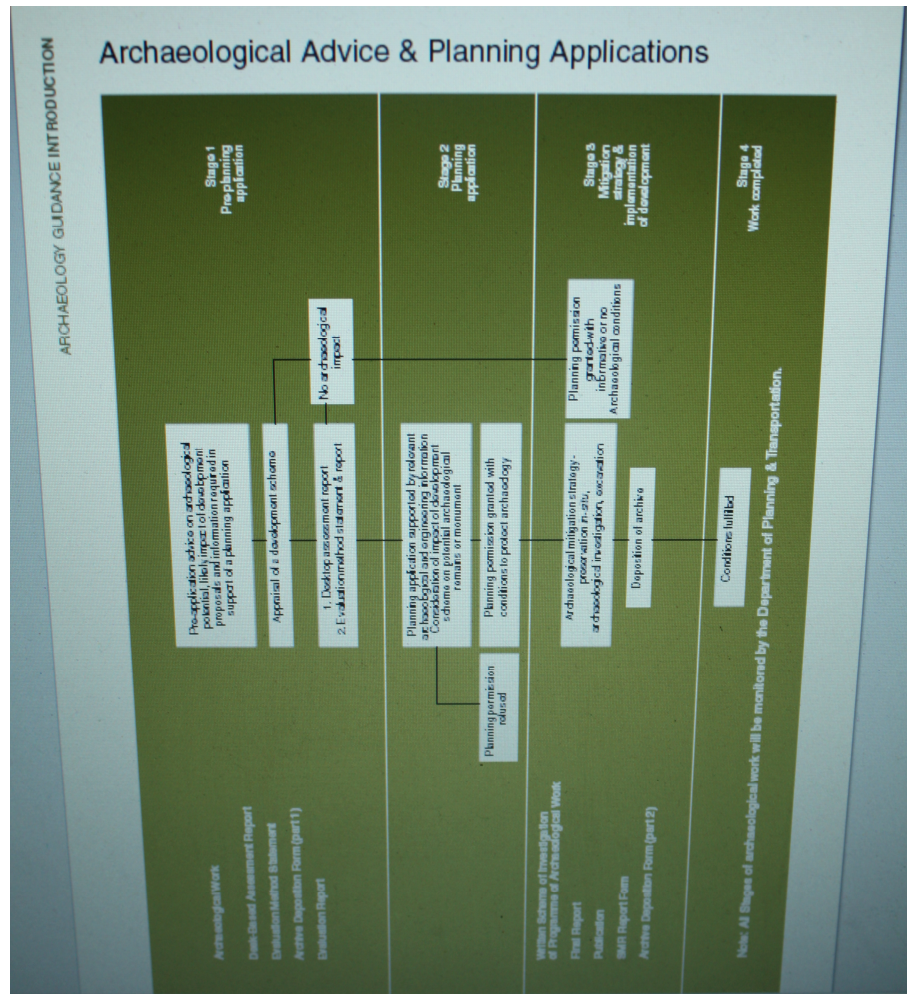 ARCHAEOLOGY GUIDANCE INTRODUCTION
Archaeological Advice & Planning Applications
Stage 1
Pre-planning
application
Pre-application advice on archaeological
potential, likely impact of development
proposals and information required in
support of a planning application
Appraisal of a development scheme
1. Desktop assessment report
2. Evaluation method statement & report
No archaeological
impact
Archaeological Work
Desk-Based Assessment Report
Evaluation Method Statement
Archive Deposition Form (part 1)
Evaluation Report
Stage 2
Planning
application
Planning application supported by relevant
archaeological and engineering information
Consideration of impact of development
scheme on potential archaeological
remains or monument
Planning permission granted with
conditions to protect archaeology
Planning permission
refused
Stage 3
Mitigation
strategy &
implementation
of development
Planning permission
granted-with
informative or no
Archaeological conditions
Archaeological mitigation strategy -
preservation in-situ,
archaeological investigation, excavation
Deposition of archive
Written Scheme of Investigation
of Programme of Archaeological Work
Final Report
Publication
SMR Report Form
Archive Deposition Form (part 2)
Stage 4
Work completed
Conditions fulfilled
Note: All Stages of archaeological work will be monitored by the Department of Planning & Transportation.